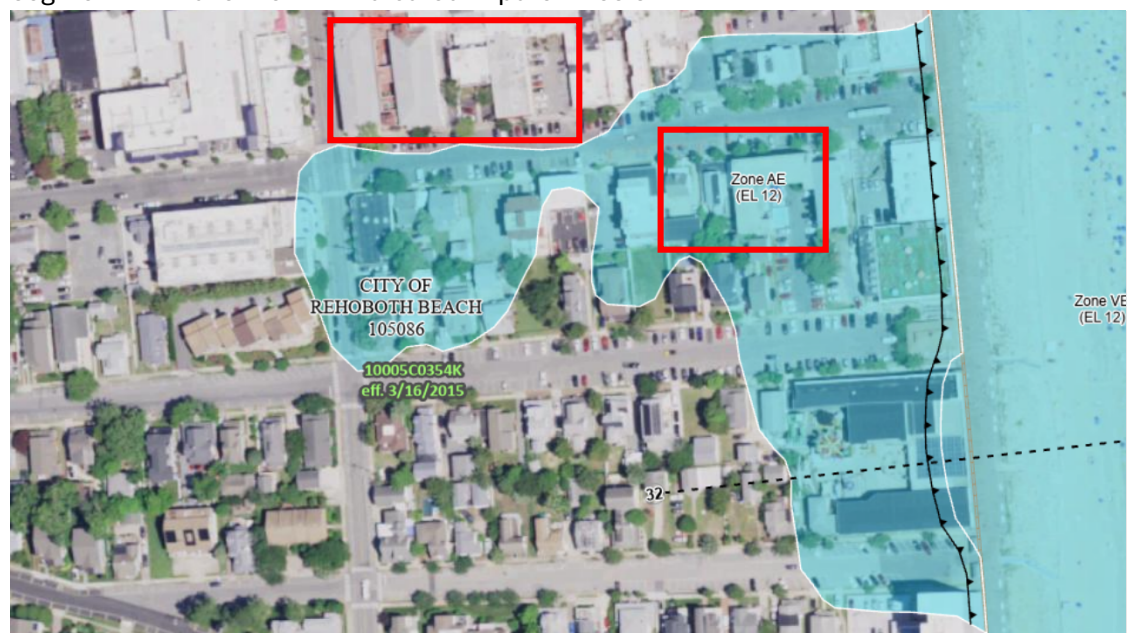 Zone AE
(EL 12)
CITY OF
REHOBOTH BEACH
105086
Zone VE
(EL 12)
10005C0354K
eff. 3/16/2015
32